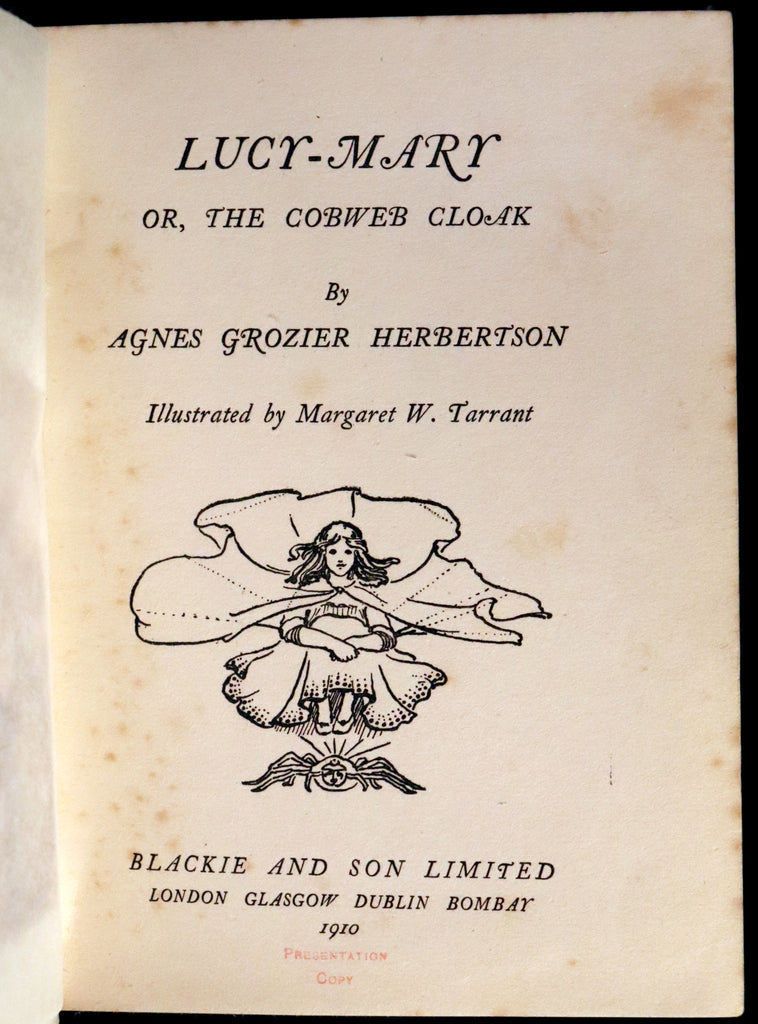 LUCY-MARY
OR, THE COBWEB CLOAK
By
AGNES GROZIER HERBERTSON
Illustrated by Margaret W. Tarrant
BLACKIE AND SON LIMITED
LONDON GLASGOW DUBLIN BOMBAY
1910
PRESENTATION
COPY